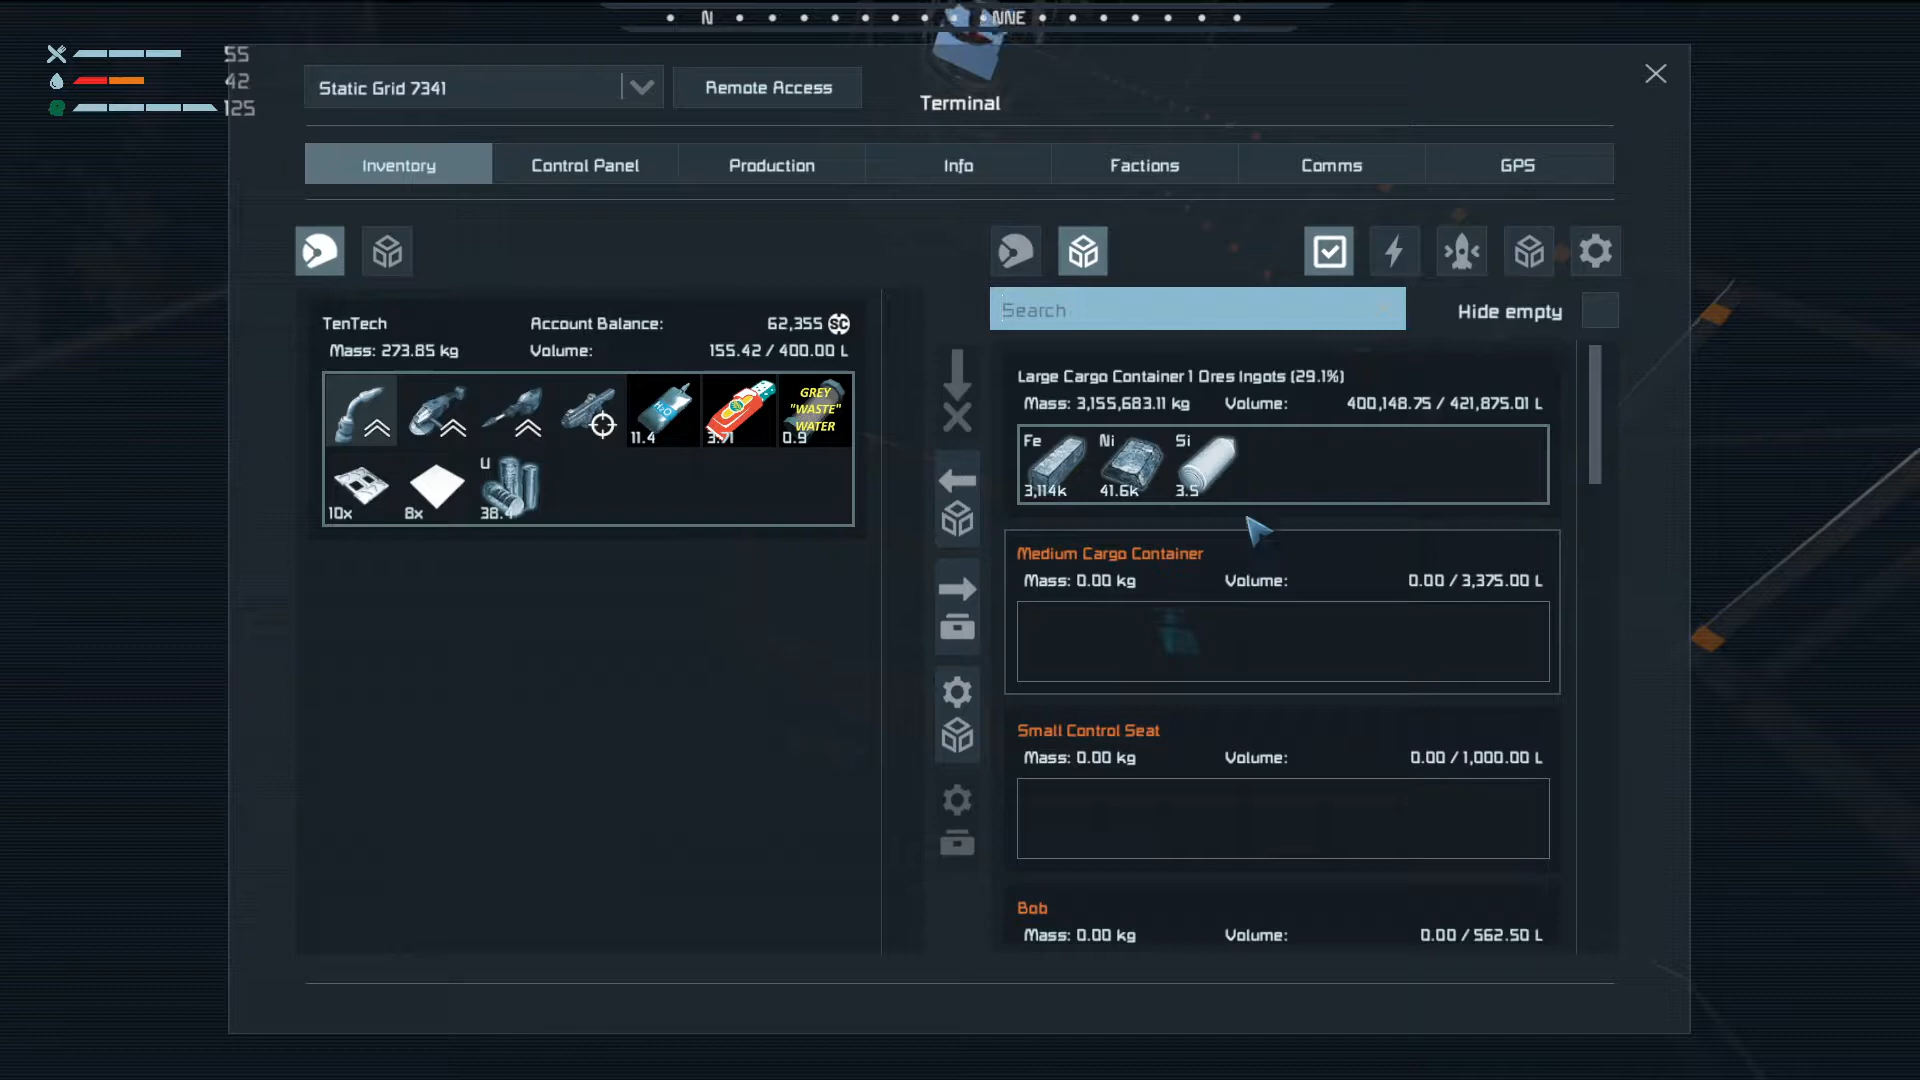 N
NNE
55
42
125
Static Grid 7341
Remote Access
Terminal
Inventory
Control Panel
Production
Info
Factions
Comms
GPS
Search
Hide empty
TenTech
Account Balance:
62,355 SC
Mass: 273.85 kg
Volume:
155.42 / 400.00 L
H2O
11.4
3.71
GREY
"WASTE"
WATER
0.9
10x
8x
U
38.4
Large Cargo Container 1 Ores Ingots (29.1%)
Mass: 3,155,683.11 kg
Volume:
400,148.75 / 421,875.01 L
Fe
3,114k
Ni
41.6k
Si
3.5
Medium Cargo Container
Mass: 0.00 kg
Volume:
0.00 / 3,375.00 L
Small Control Seat
Mass: 0.00 kg
Volume:
0.00 / 1,000.00 L
Bob
Mass: 0.00 kg
Volume:
0.00 / 562.50 L